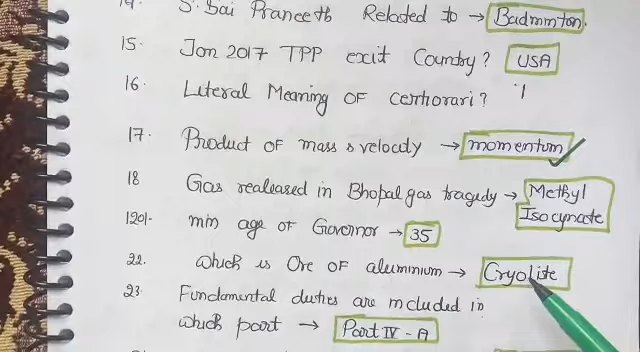 S. Sai Praneeth Related to → Badminton.
15. Jan 2017 TPP exit Country? USA
16. Literal Meaning OF certiorari?
17. Product OF mass & velocity → momentum
18 Gas realeased in Bhopal gas tragedy → Methyl
Isocynate
1201. min age of Governor → 35
22. which is Ore OF aluminium → Cryolite
23. Fundamental duties are included in
which part → Part IV - A